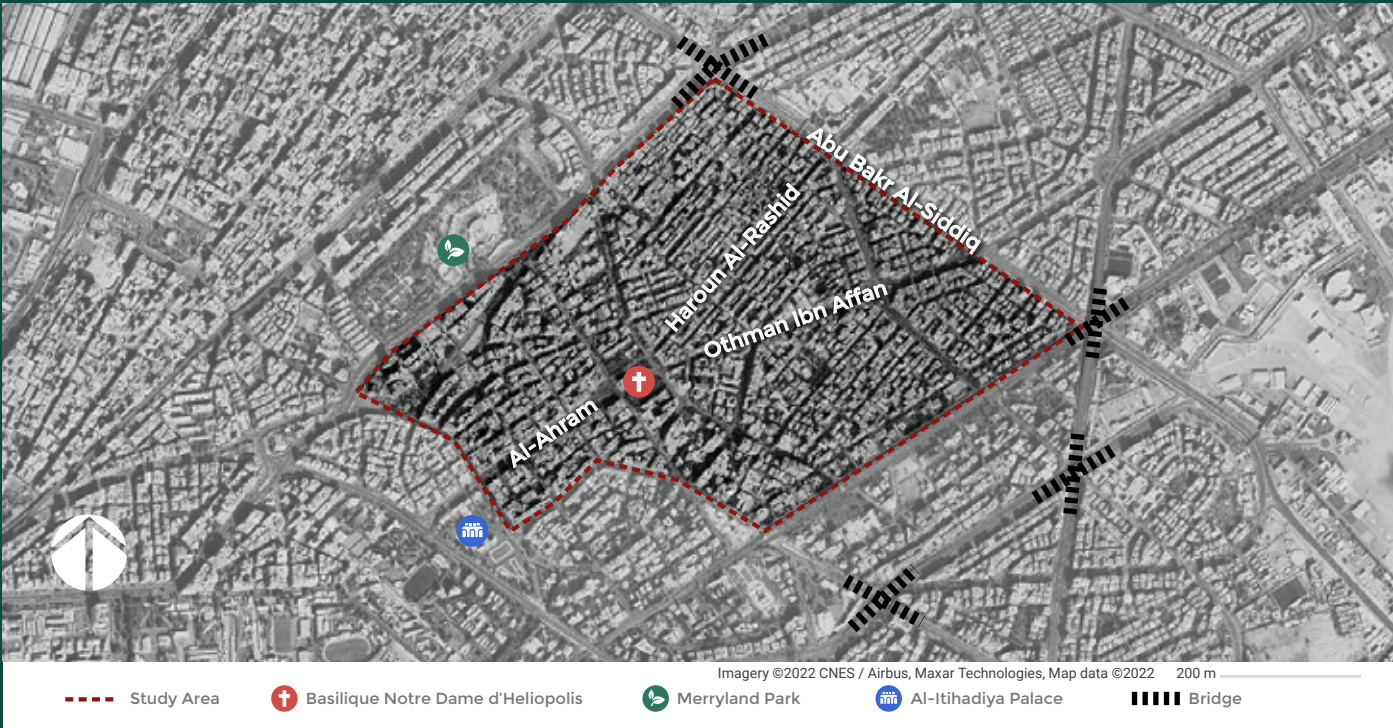 Abu Bakr Al-Siddiq
Haroun Al-Rashid
Othman Ibn Affan
Al-Ahram
Imagery ©2022 CNES / Airbus, Maxar Technologies, Map data ©2022 200 m
Study Area Basilique Notre Dame d'Heliopolis Merryland Park Al-Itihadiya Palace Bridge